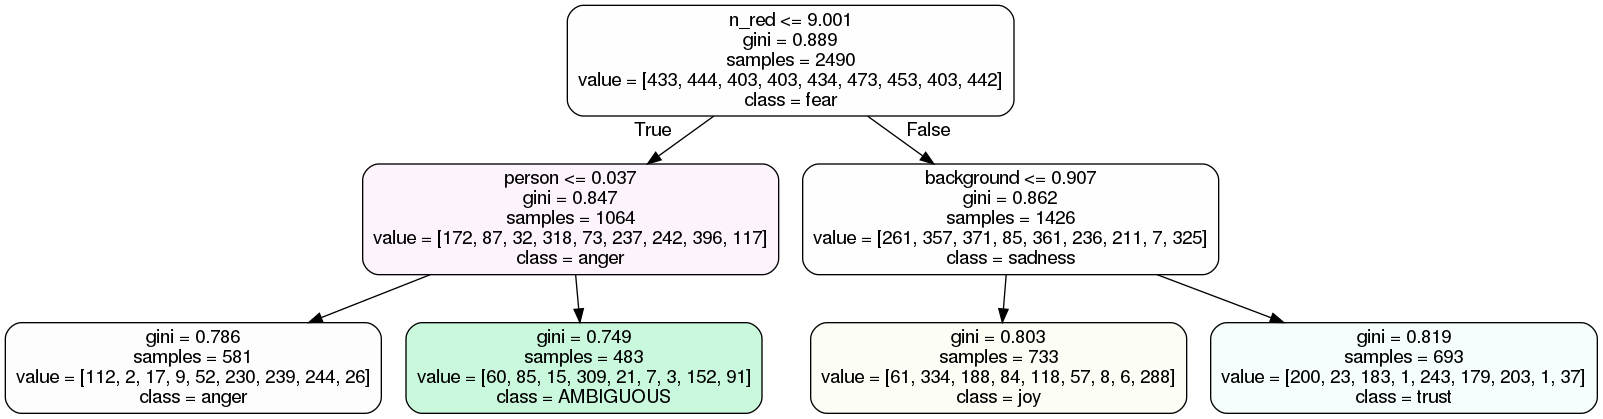 n_red <= 9.001
gini = 0.889
samples = 2490
value = [433, 444, 403, 403, 434, 473, 453, 403, 442]
class = fear
True
False
person <= 0.037
gini = 0.847
samples = 1064
value = [172, 87, 32, 318, 73, 237, 242, 396, 117]
class = anger
background <= 0.907
gini = 0.862
samples = 1426
value = [261, 357, 371, 85, 361, 236, 211, 7, 325]
class = sadness
gini = 0.786
samples = 581
value = [112, 2, 17, 9, 52, 230, 239, 244, 26]
class = anger
gini = 0.749
samples = 483
value = [60, 85, 15, 309, 21, 7, 3, 152, 91]
class = AMBIGUOUS
gini = 0.803
samples = 733
value = [61, 334, 188, 84, 118, 57, 8, 6, 288]
class = joy
gini = 0.819
samples = 693
value = [200, 23, 183, 1, 243, 179, 203, 1, 37]
class = trust